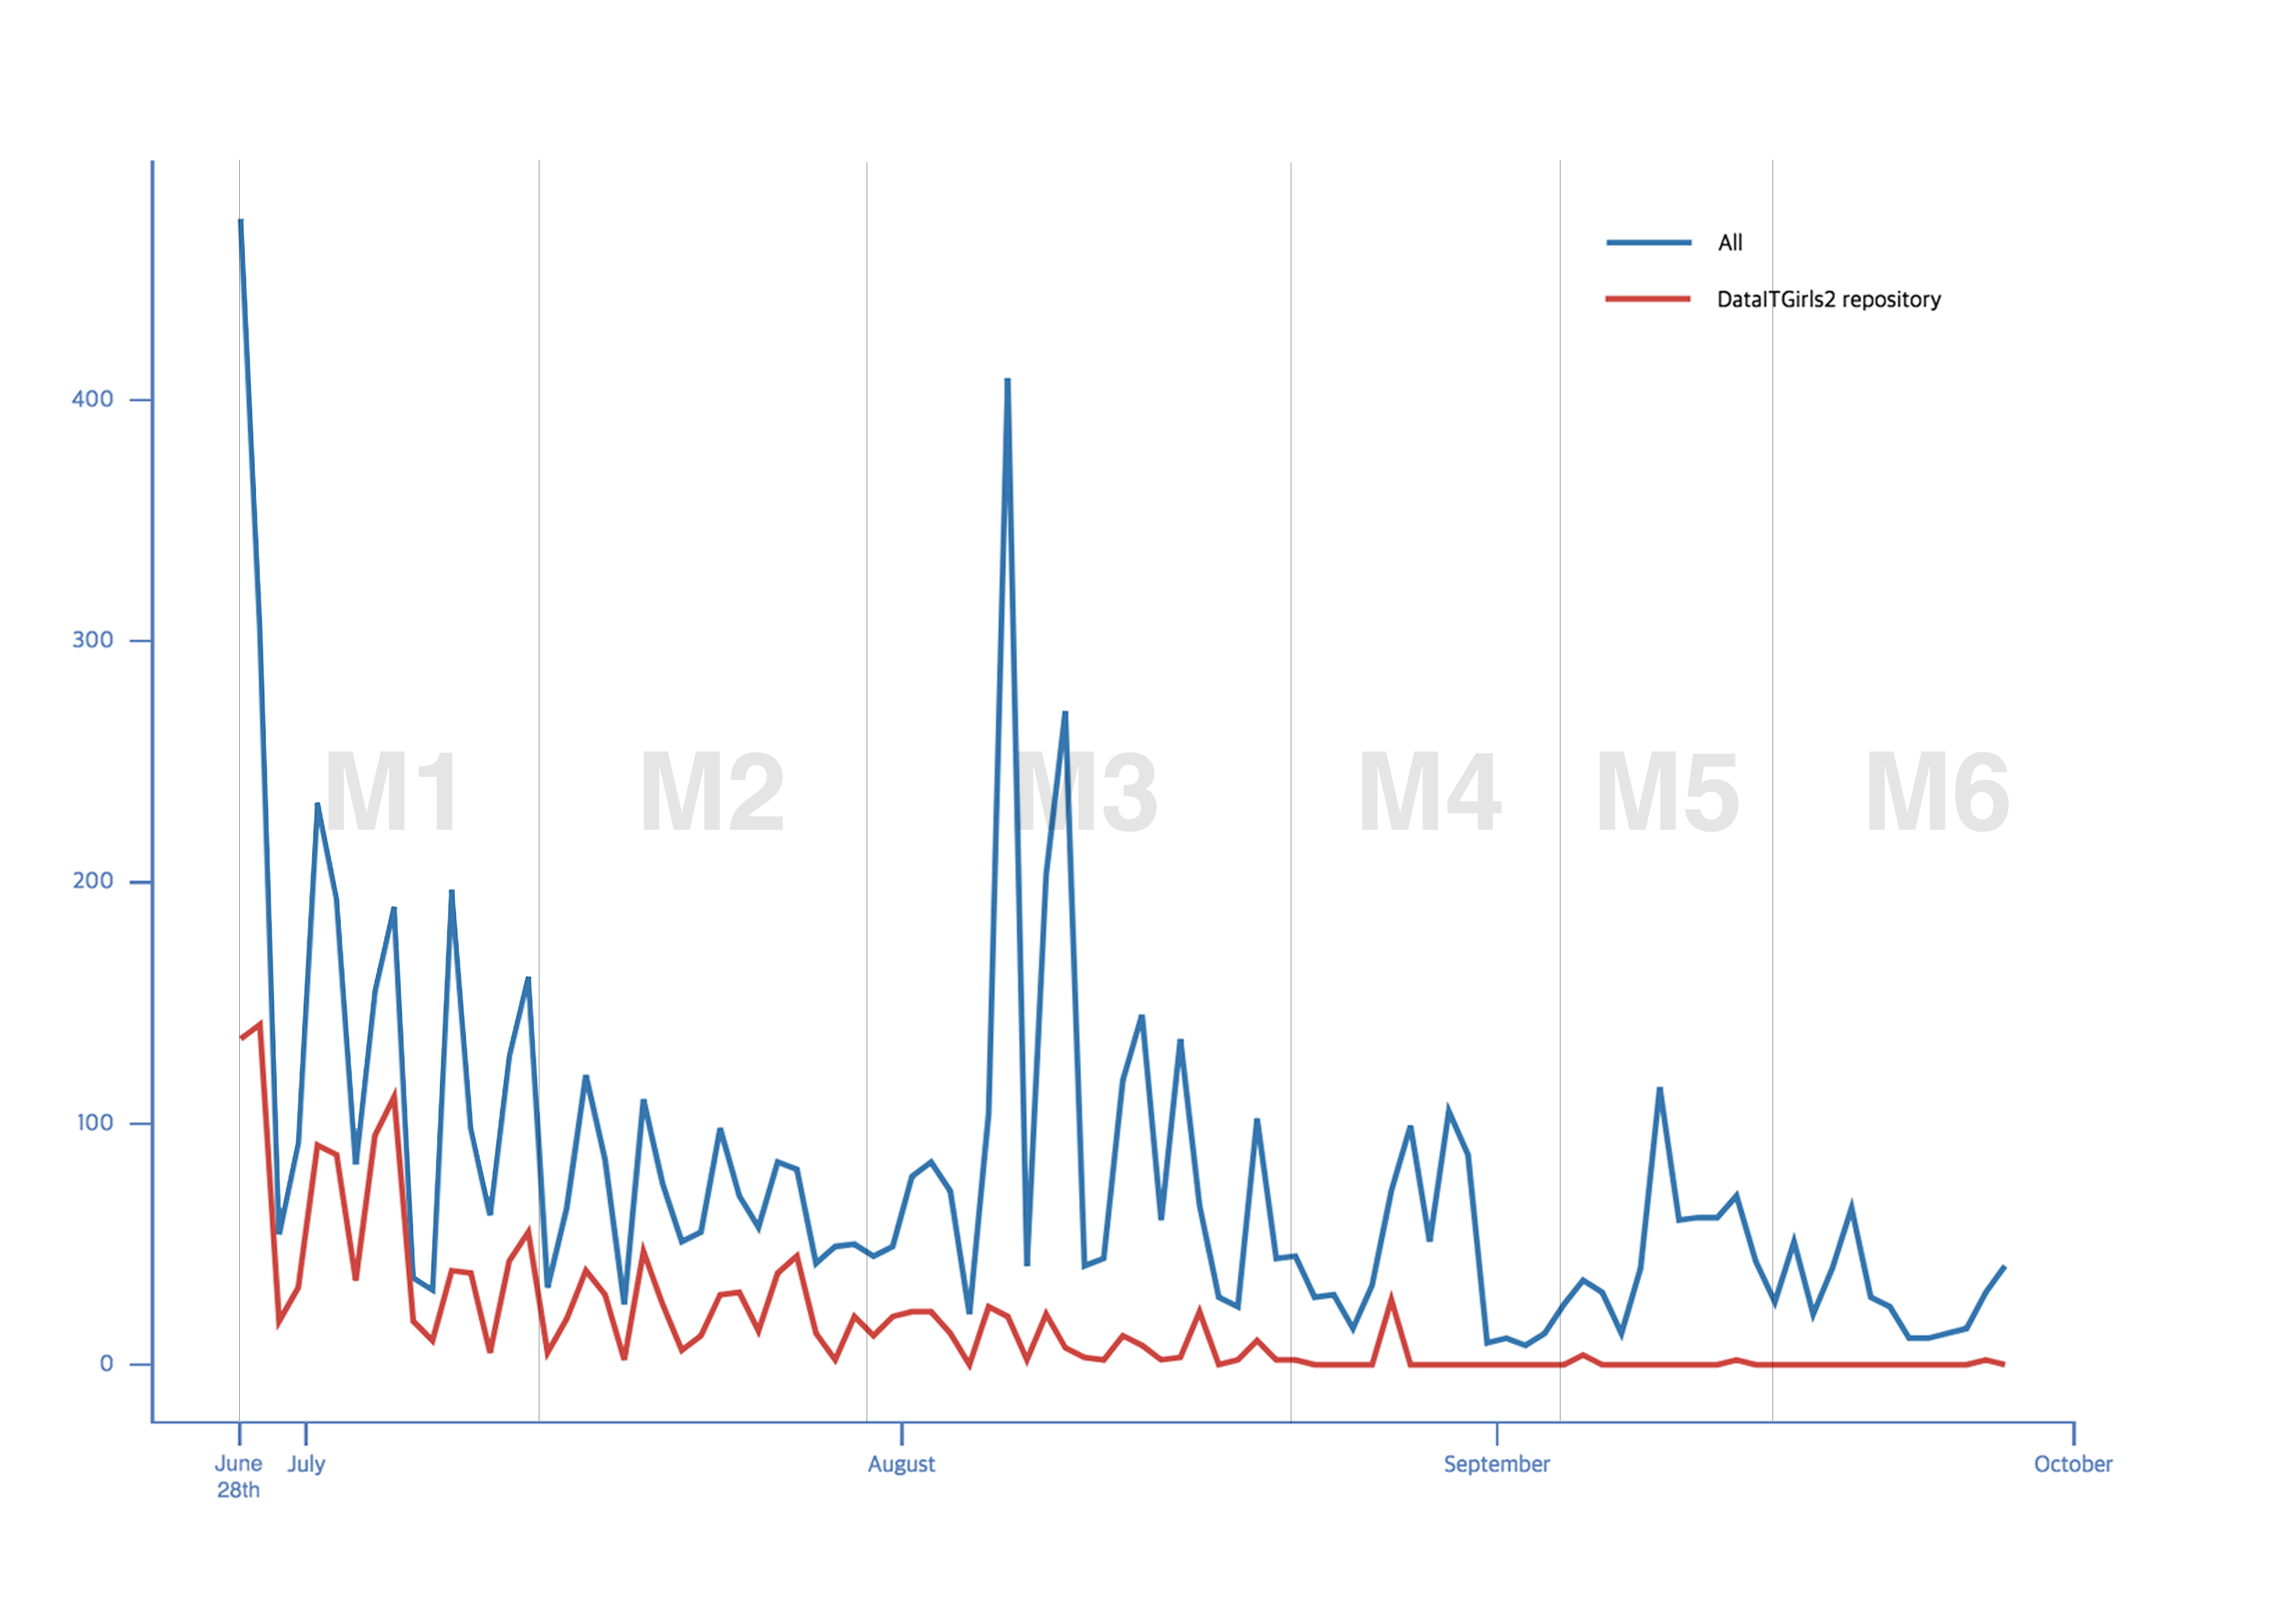 All
DataITGirls2 repository
400
300
M1 M2 M3 M4 M5 M6
200
100
0
June 28th
July
August
September
October